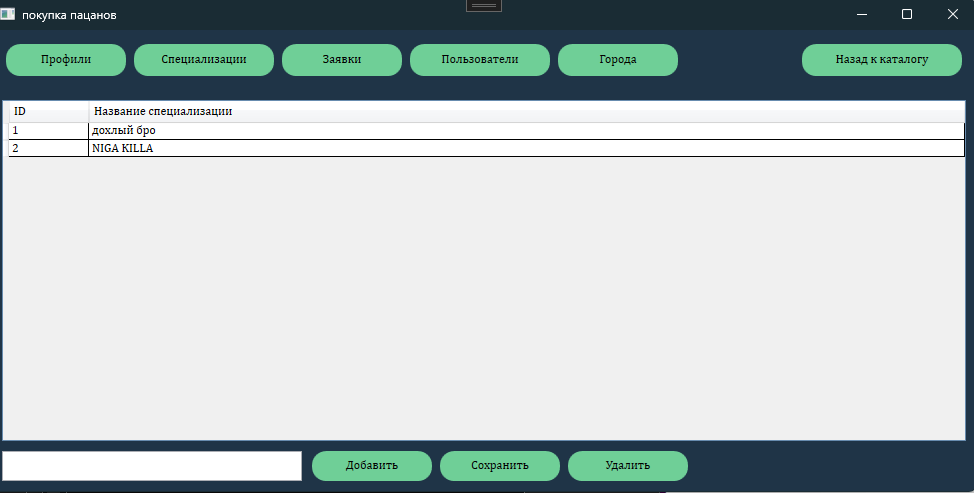 покупка пацанов
Профили Специализации Заявки Пользователи Города Назад к каталогу
ID Название специализации
1 дохлый бро
2 NIGA KILLA
Добавить Сохранить Удалить